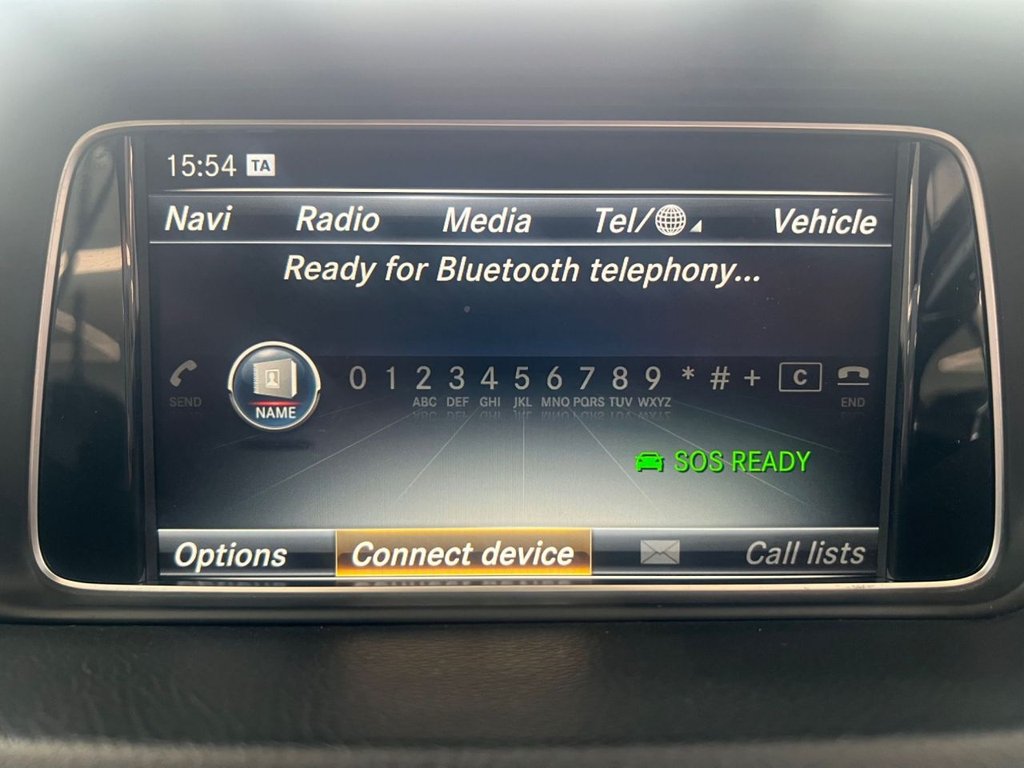 15:54 TA
Navi Radio Media Tel/ Vehicle
Ready for Bluetooth telephony...
SEND NAME 0 1 2 3 4 5 6 7 8 9 * # + C END
ABC DEF GHI JKL MNO PQRS TUV WXYZ
SOS READY
Options Connect device Call lists